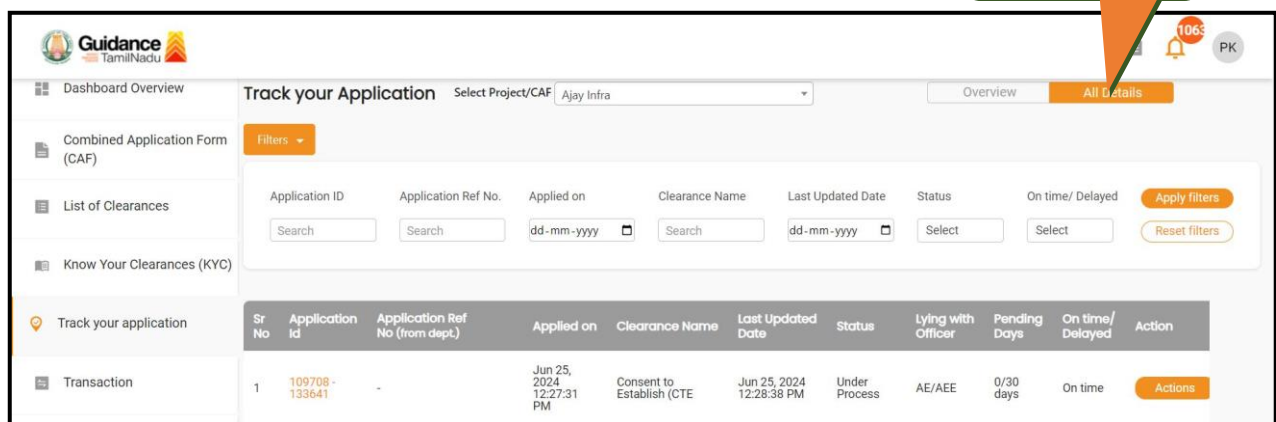 Guidance
TamilNadu
1063
PK
Dashboard Overview
Track your Application Select Project/CAF Ajay Infra
Overview All Details
Combined Application Form
(CAF)
Filters
List of Clearances
Application ID Application Ref No. Applied on Clearance Name Last Updated Date Status On time/ Delayed Apply filters
Search Search dd-mm-yyyy Search dd-mm-yyyy Select Select Reset filters
Know Your Clearances (KYC)
Track your application
Sr
No
Application
Id
Application Ref
No (from dept.)
Applied on
Clearance Name
Last Updated
Date
Status
Lying with
Officer
Pending
Days
On time/
Delayed
Action
Transaction
1
109708 -
133641
-
Jun 25,
2024
12:27:31
PM
Consent to
Establish (CTE
Jun 25, 2024
12:28:38 PM
Under
Process
AE/AEE
0/30
days
On time
Actions